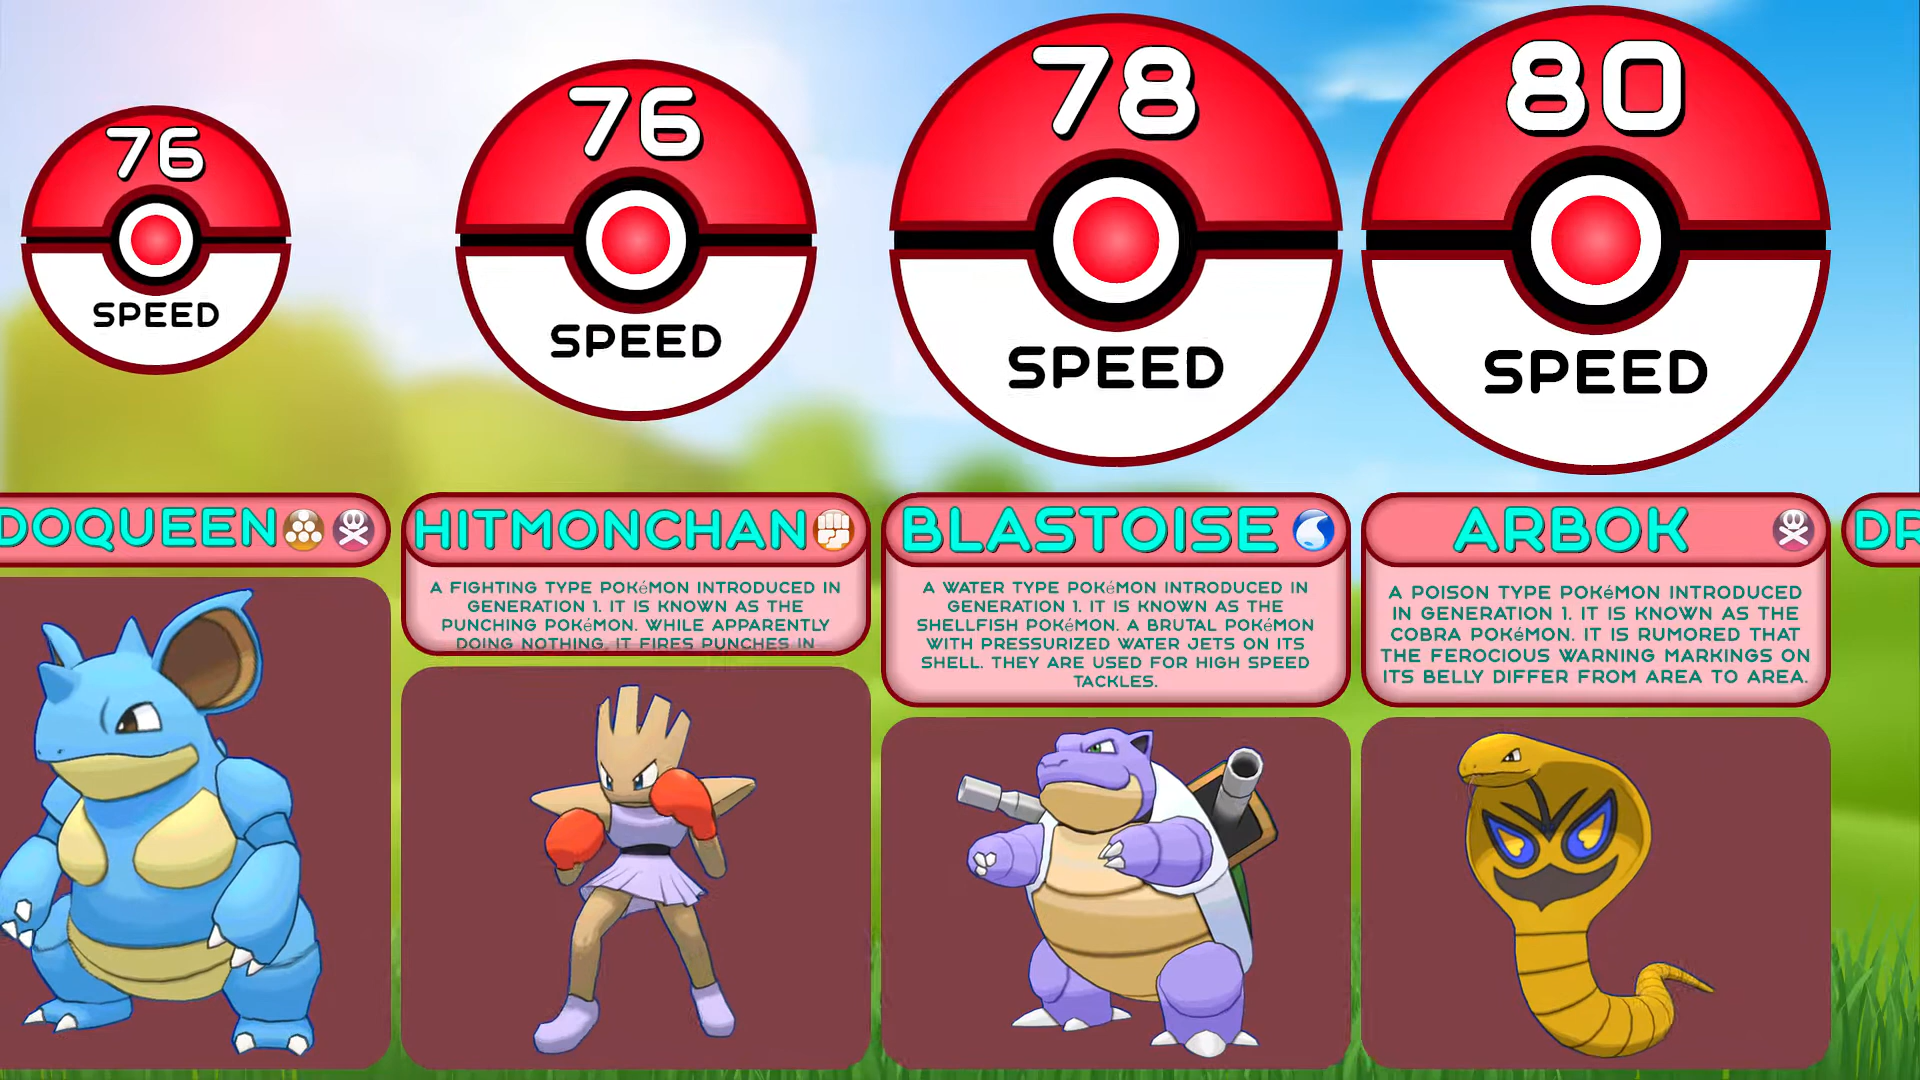 76
SPEED
76
SPEED
78
SPEED
80
SPEED
DOQUEEN
HITMONCHAN
A FIGHTING TYPE POKéMON INTRODUCED IN
GENERATION 1. IT IS KNOWN AS THE
PUNCHING POKéMON. WHILE APPARENTLY
DOING NOTHING, IT FIRES PUNCHES IN
BLASTOISE
A WATER TYPE POKéMON INTRODUCED IN
GENERATION 1. IT IS KNOWN AS THE
SHELLFISH POKéMON. A BRUTAL POKéMON
WITH PRESSURIZED WATER JETS ON ITS
SHELL. THEY ARE USED FOR HIGH SPEED
TACKLES.
ARBOK
A POISON TYPE POKéMON INTRODUCED
IN GENERATION 1. IT IS KNOWN AS THE
COBRA POKéMON. IT IS RUMORED THAT
THE FEROCIOUS WARNING MARKINGS ON
ITS BELLY DIFFER FROM AREA TO AREA.
DR